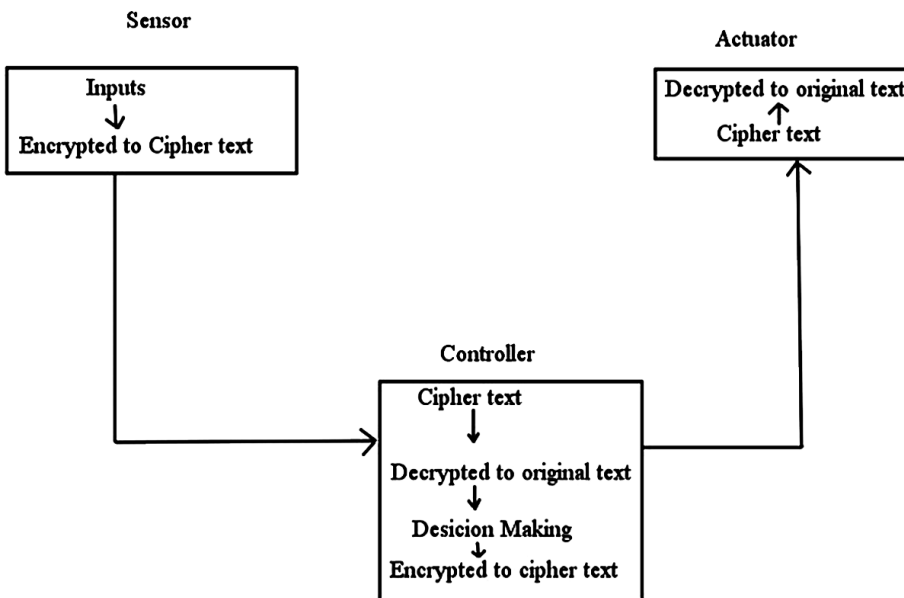 Sensor
Inputs
Encrypted to Cipher text
Actuator
Decrypted to original text
Cipher text
Controller
Cipher text
Decrypted to original text
Desicion Making
Encrypted to cipher text